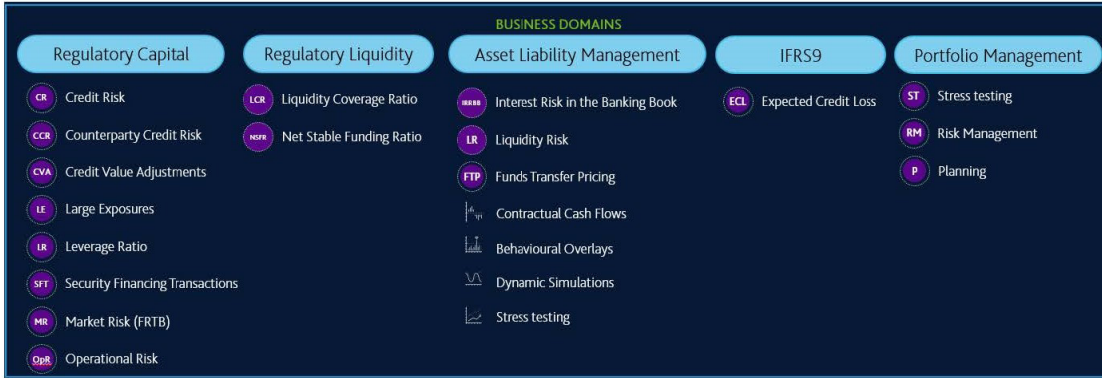 BUSINESS DOMAINS
Regulatory Capital
CR Credit Risk
CCR Counterparty Credit Risk
CVA Credit Value Adjustments
LE Large Exposures
LR Leverage Ratio
SFT Security Financing Transactions
MR Market Risk (FRTB)
OpR Operational Risk
Regulatory Liquidity
LCR Liquidity Coverage Ratio
NSFR Net Stable Funding Ratio
Asset Liability Management
IRRBB Interest Risk in the Banking Book
LR Liquidity Risk
FTP Funds Transfer Pricing
Contractual Cash Flows
Behavioural Overlays
Dynamic Simulations
Stress testing
IFRS9
ECL Expected Credit Loss
Portfolio Management
ST Stress testing
RM Risk Management
P Planning